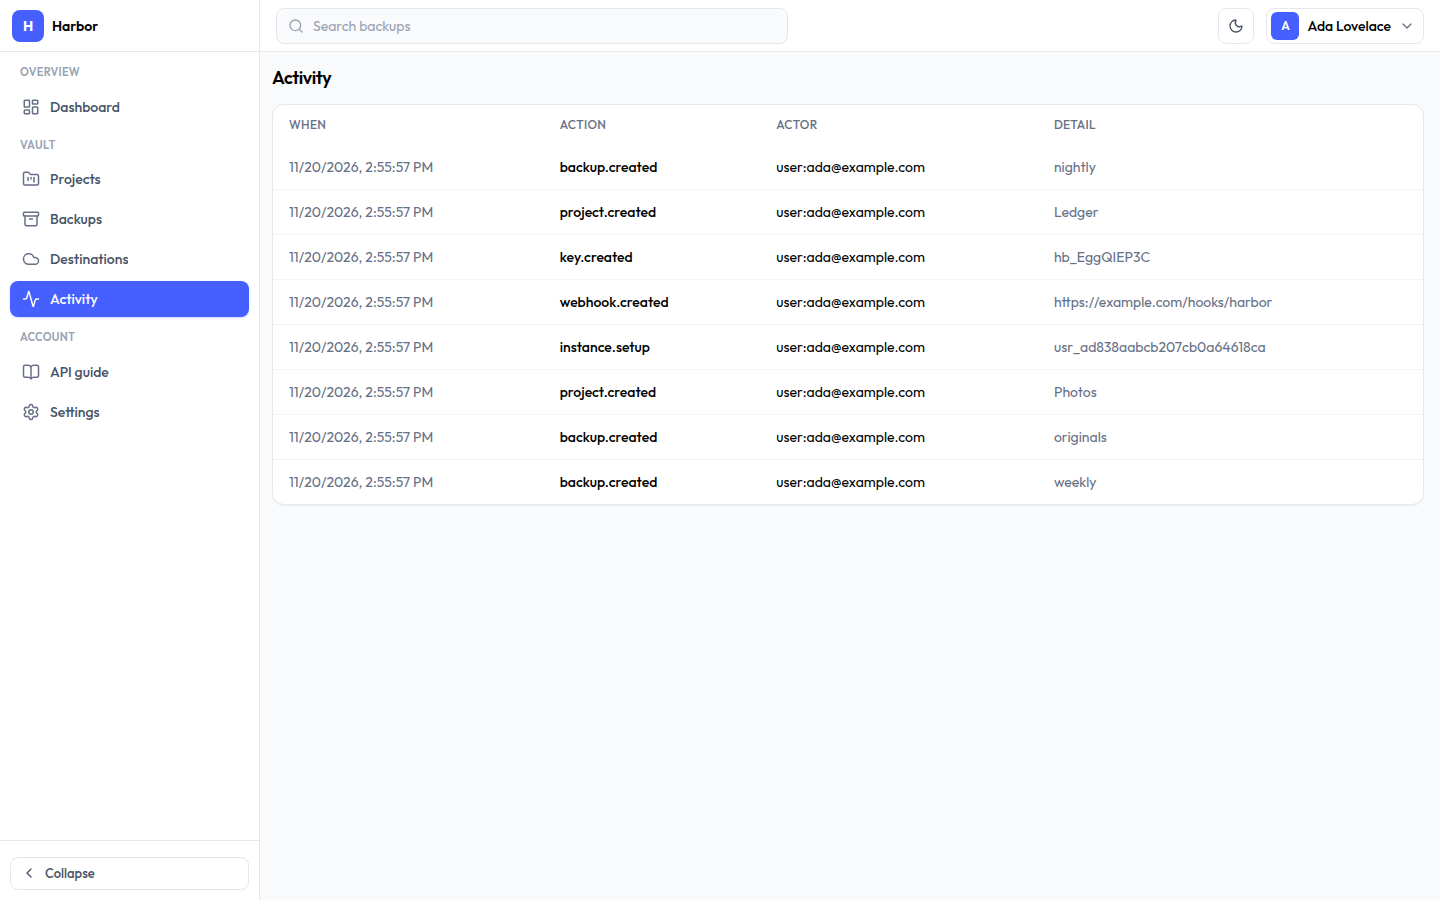 H Harbor
Search backups
A Ada Lovelace
OVERVIEW
Dashboard
VAULT
Projects
Backups
Destinations
Activity
ACCOUNT
API guide
Settings
Collapse
Activity
WHEN ACTION ACTOR DETAIL
11/20/2026, 2:55:57 PM backup.created user:ada@example.com nightly
11/20/2026, 2:55:57 PM project.created user:ada@example.com Ledger
11/20/2026, 2:55:57 PM key.created user:ada@example.com hb_EggQIEP3C
11/20/2026, 2:55:57 PM webhook.created user:ada@example.com https://example.com/hooks/harbor
11/20/2026, 2:55:57 PM instance.setup user:ada@example.com usr_ad838aabcb207cb0a64618ca
11/20/2026, 2:55:57 PM project.created user:ada@example.com Photos
11/20/2026, 2:55:57 PM backup.created user:ada@example.com originals
11/20/2026, 2:55:57 PM backup.created user:ada@example.com weekly